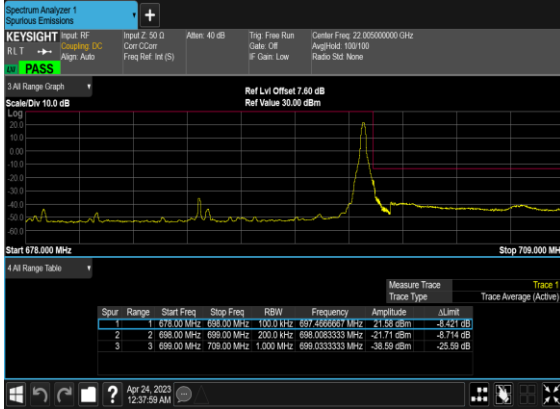 Spectrum Analyzer 1
Spurious Emissions
+
KEYSIGHT Input: RF Input Z: 50 Ω Atten: 40 dB Trig: Free Run Center Freq: 22.005000000 GHz
RLT Coupling: DC Corr CCorr Gate: Off Avg|Hold: 100/100
Align: Auto Freq Ref: Int (S) IF Gain: Low Radio Std: None
PASS
3 All Range Graph Ref Lvl Offset 7.60 dB
Scale/Div 10.0 dB Ref Value 30.00 dBm
Log
20.0
10.0
0.00
-10.0
-20.0
-30.0
-40.0
-50.0
-60.0
Start 678.000 MHz Stop 709.000 MH
4 All Range Table
Measure Trace Trace 1
Trace Type Trace Average (Active)
Spur Range Start Freq Stop Freq RBW Frequency Amplitude ΔLimit
1 1 678.00 MHz 698.00 MHz 100.0 kHz 697.4666667 MHz 21.58 dBm -8.421 dB
2 2 698.00 MHz 699.00 MHz 200.0 kHz 698.0083333 MHz -21.71 dBm -8.714 dB
3 3 699.00 MHz 709.00 MHz 1.000 MHz 699.0333333 MHz -38.59 dBm -25.59 dB
? Apr 24, 2023
12:37:59 AM